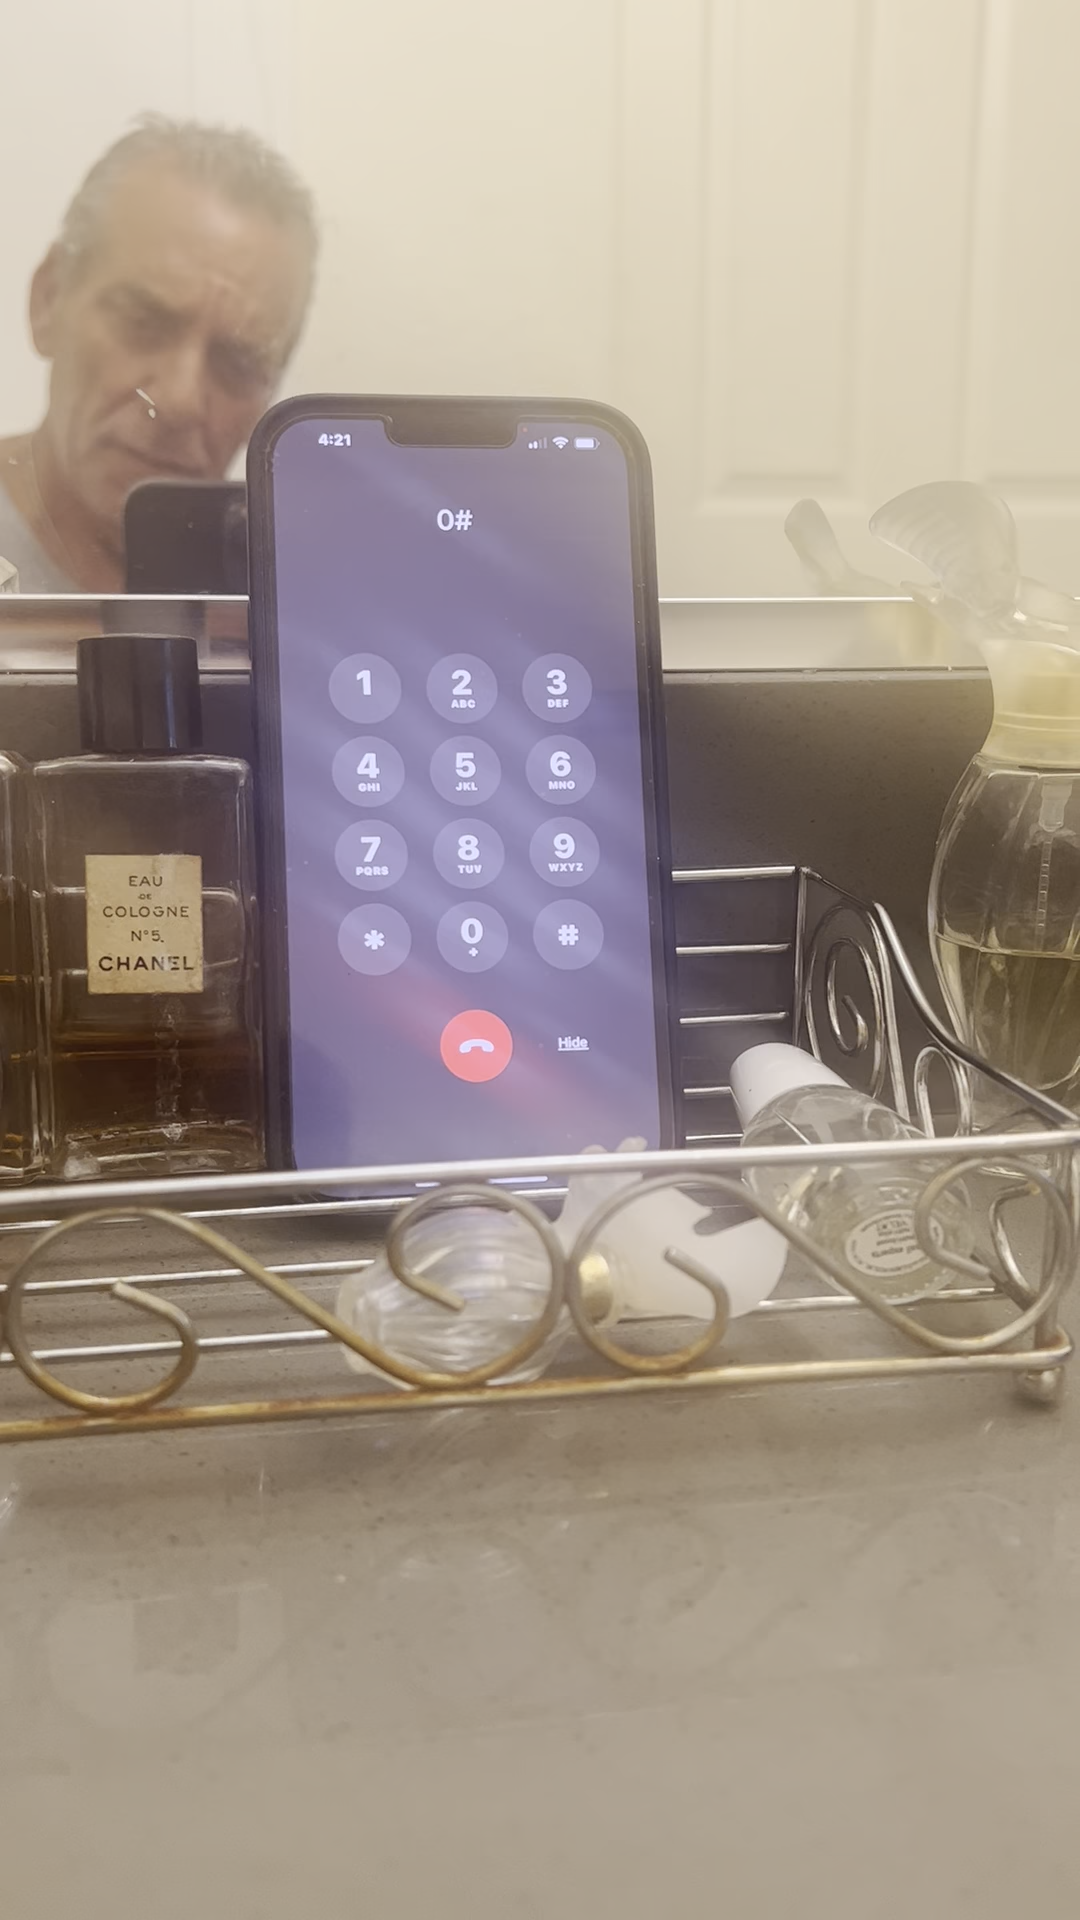 4:21
0#
1 2 3
ABC DEF
4 5 6
GHI JKL MNO
7 8 9
PQRS TUV WXYZ
* 0 #
+
Hide
EAU
DE
COLOGNE
N°5.
CHANEL